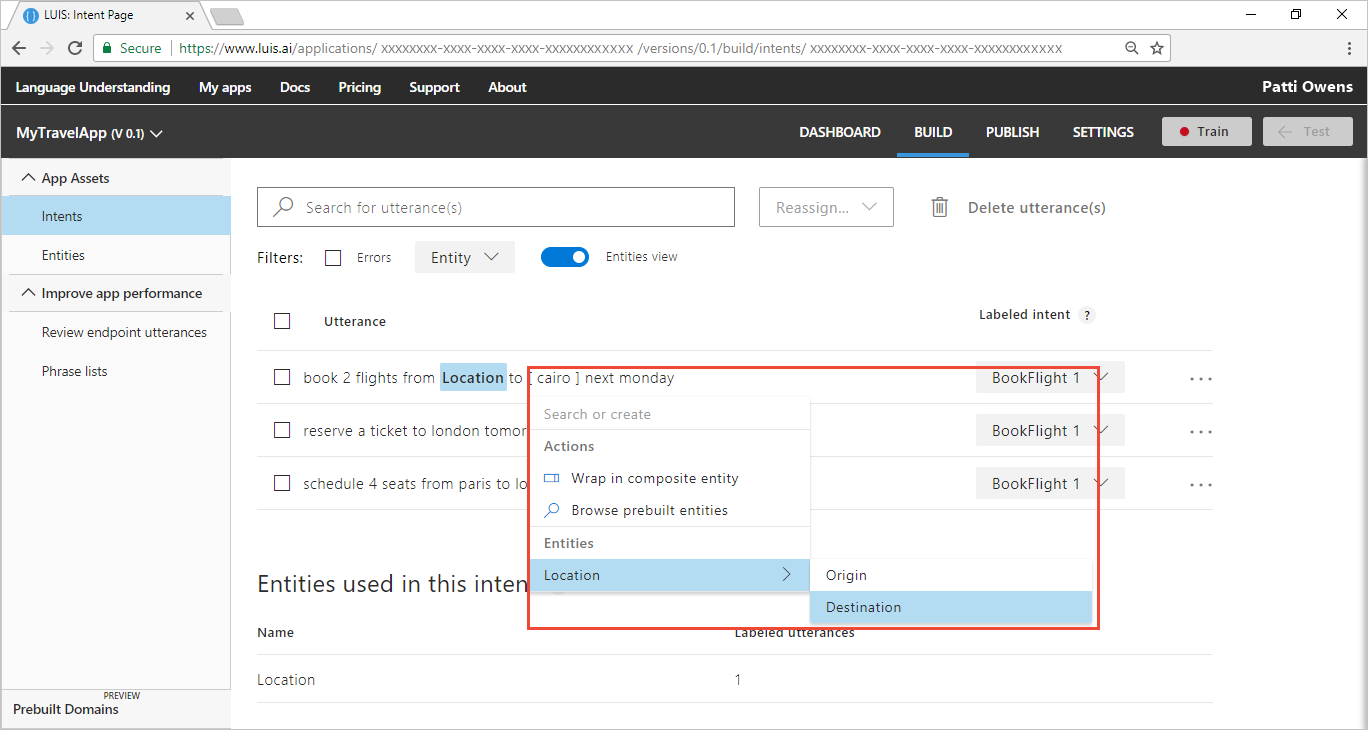 LUIS: Intent Page
Secure https://www.luis.ai/applications/ xxxxxxxx-xxxx-xxxx-xxxx-xxxxxxxxxxxx /versions/0.1/build/intents/ xxxxxxxx-xxxx-xxxx-xxxx-xxxxxxxxxxxx
Language Understanding My apps Docs Pricing Support About Patti Owens
MyTravelApp (V 0.1) DASHBOARD BUILD PUBLISH SETTINGS Train Test
App Assets
Intents
Entities
Improve app performance
Review endpoint utterances
Phrase lists
PREVIEW
Prebuilt Domains
Search for utterance(s) Reassign... Delete utterance(s)
Filters: Errors Entity Entities view
Utterance Labeled intent ?
book 2 flights from Location to [ cairo ] next monday BookFlight 1 ...
reserve a ticket to london tomor BookFlight 1 ...
schedule 4 seats from paris to lo BookFlight 1 ...
Search or create
Actions
Wrap in composite entity
Browse prebuilt entities
Entities
Location Origin
Destination
Entities used in this inten
Name Labeled utterances
Location 1